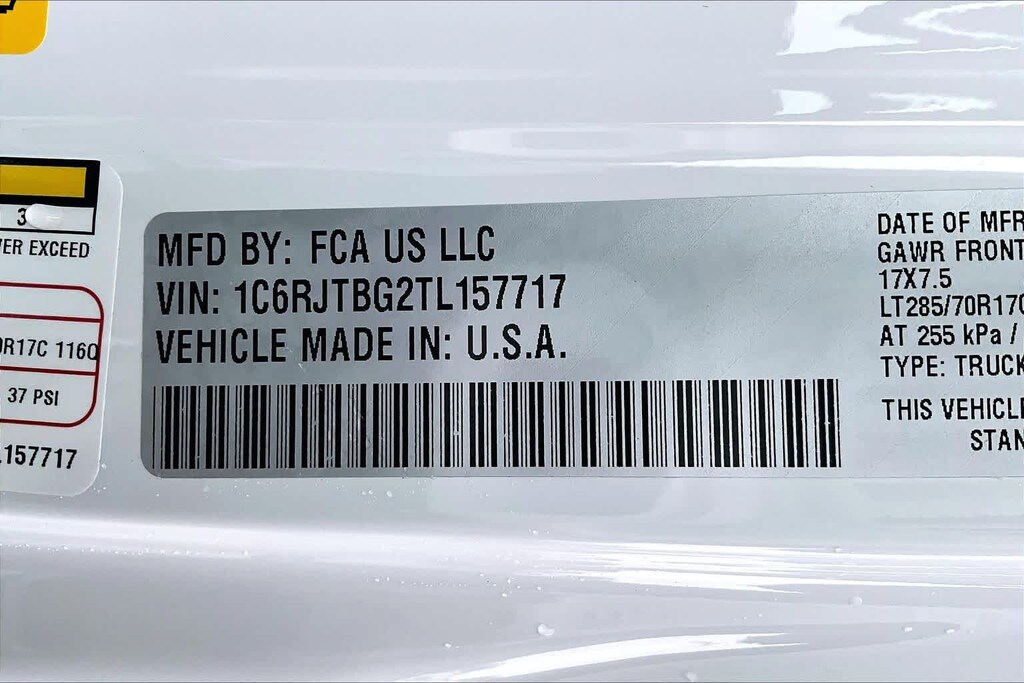 3
VER EXCEED
0R17C 116Q
37 PSI
L157717
MFD BY: FCA US LLC
VIN: 1C6RJTBG2TL157717
VEHICLE MADE IN: U.S.A.
DATE OF MFR
GAWR FRONT
17X7.5
LT285/70R17C
AT 255 kPa /
TYPE: TRUCK
THIS VEHICLE
STAN